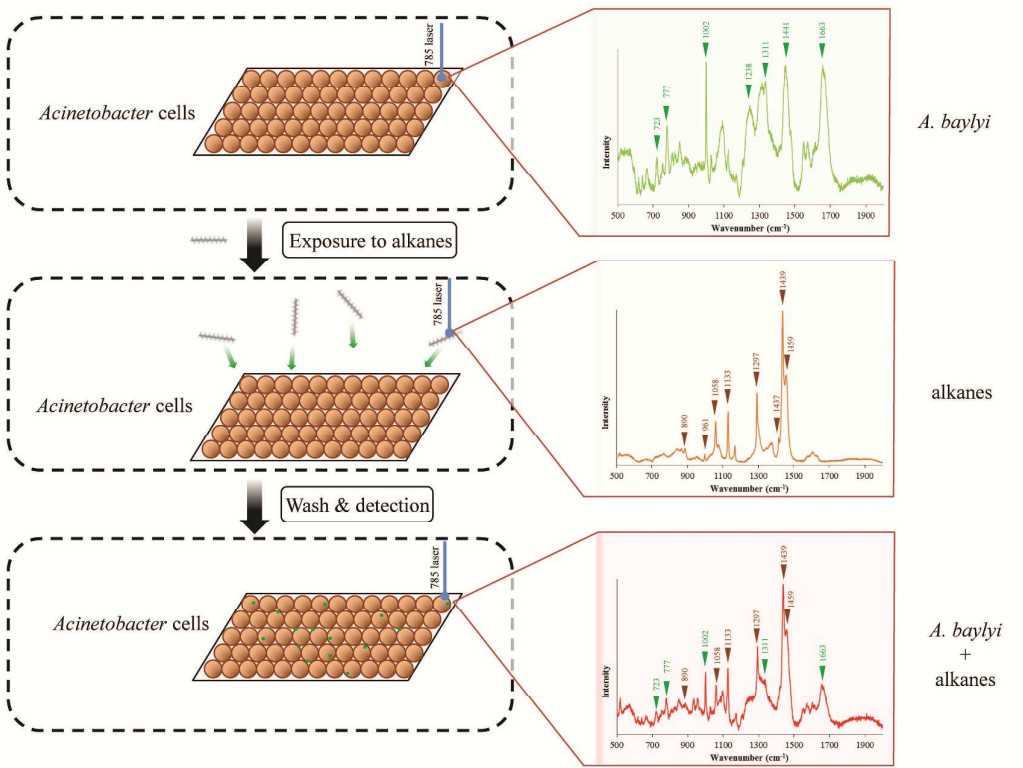 785 laser
Acinetobacter cells
723
777
1002
1238
1311
1441
1663
Intensity
500 700 900 1100 1300 1500 1700 1900
Wavenumber (cm⁻¹)
A. baylyi
Exposure to alkanes
785 laser
Acinetobacter cells
890
961
1058
1133
1297
1437
1439
1459
Intensity
500 700 900 1100 1300 1500 1700 1900
Wavenumber (cm⁻¹)
alkanes
Wash & detection
785 laser
Acinetobacter cells
723
777
890
1002
1058
1133
1297
1311
1439
1459
1663
Intensity
500 700 900 1100 1300 1500 1700 1900
Wavenumber (cm⁻¹)
A. baylyi
+
alkanes